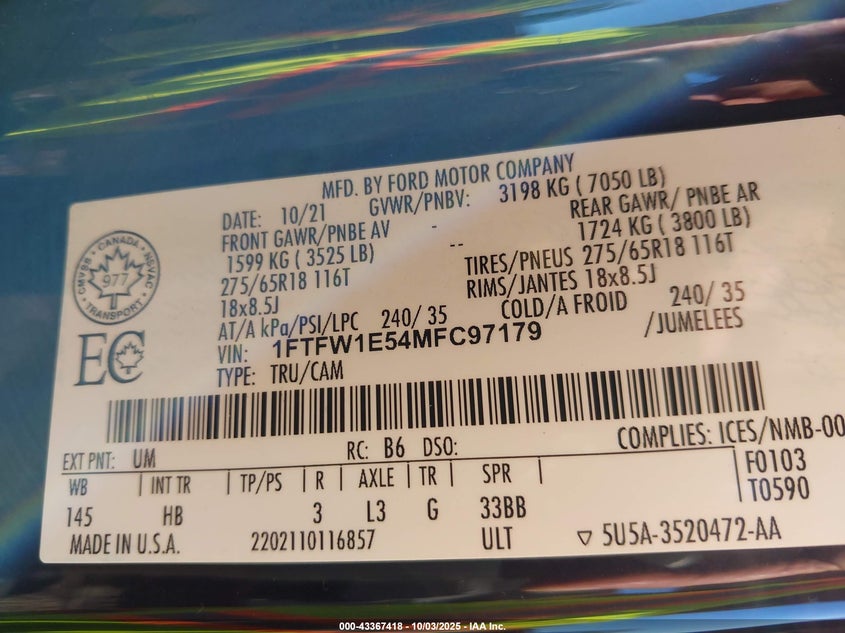 MFD. BY FORD MOTOR COMPANY
DATE: 10/21 GVWR/PNBV: 3198 KG ( 7050 LB)
FRONT GAWR/PNBE AV - REAR GAWR/ PNBE AR
1599 KG ( 3525 LB) -- 1724 KG ( 3800 LB)
275/65R18 116T TIRES/PNEUS 275/65R18 116T
18x8.5J RIMS/JANTES 18x8.5J
AT/A kPa/PSI/LPC 240/ 35 COLD/A FROID 240/ 35
VIN: 1FTFW1E54MFC97179 /JUMELEES
TYPE: TRU/CAM
CANADA
CMVSS NSVAC
977
TRANSPORT
EC
COMPLIES: ICES/NMB-00
EXT PNT: UM RC: B6 DSO:
WB INT TR TP/PS R AXLE TR SPR F0103
145 HB 3 L3 G 33BB T0590
MADE IN U.S.A. 2202110116857 ULT ▽ 5U5A-3520472-AA
000-43367418 - 10/03/2025 - IAA Inc.